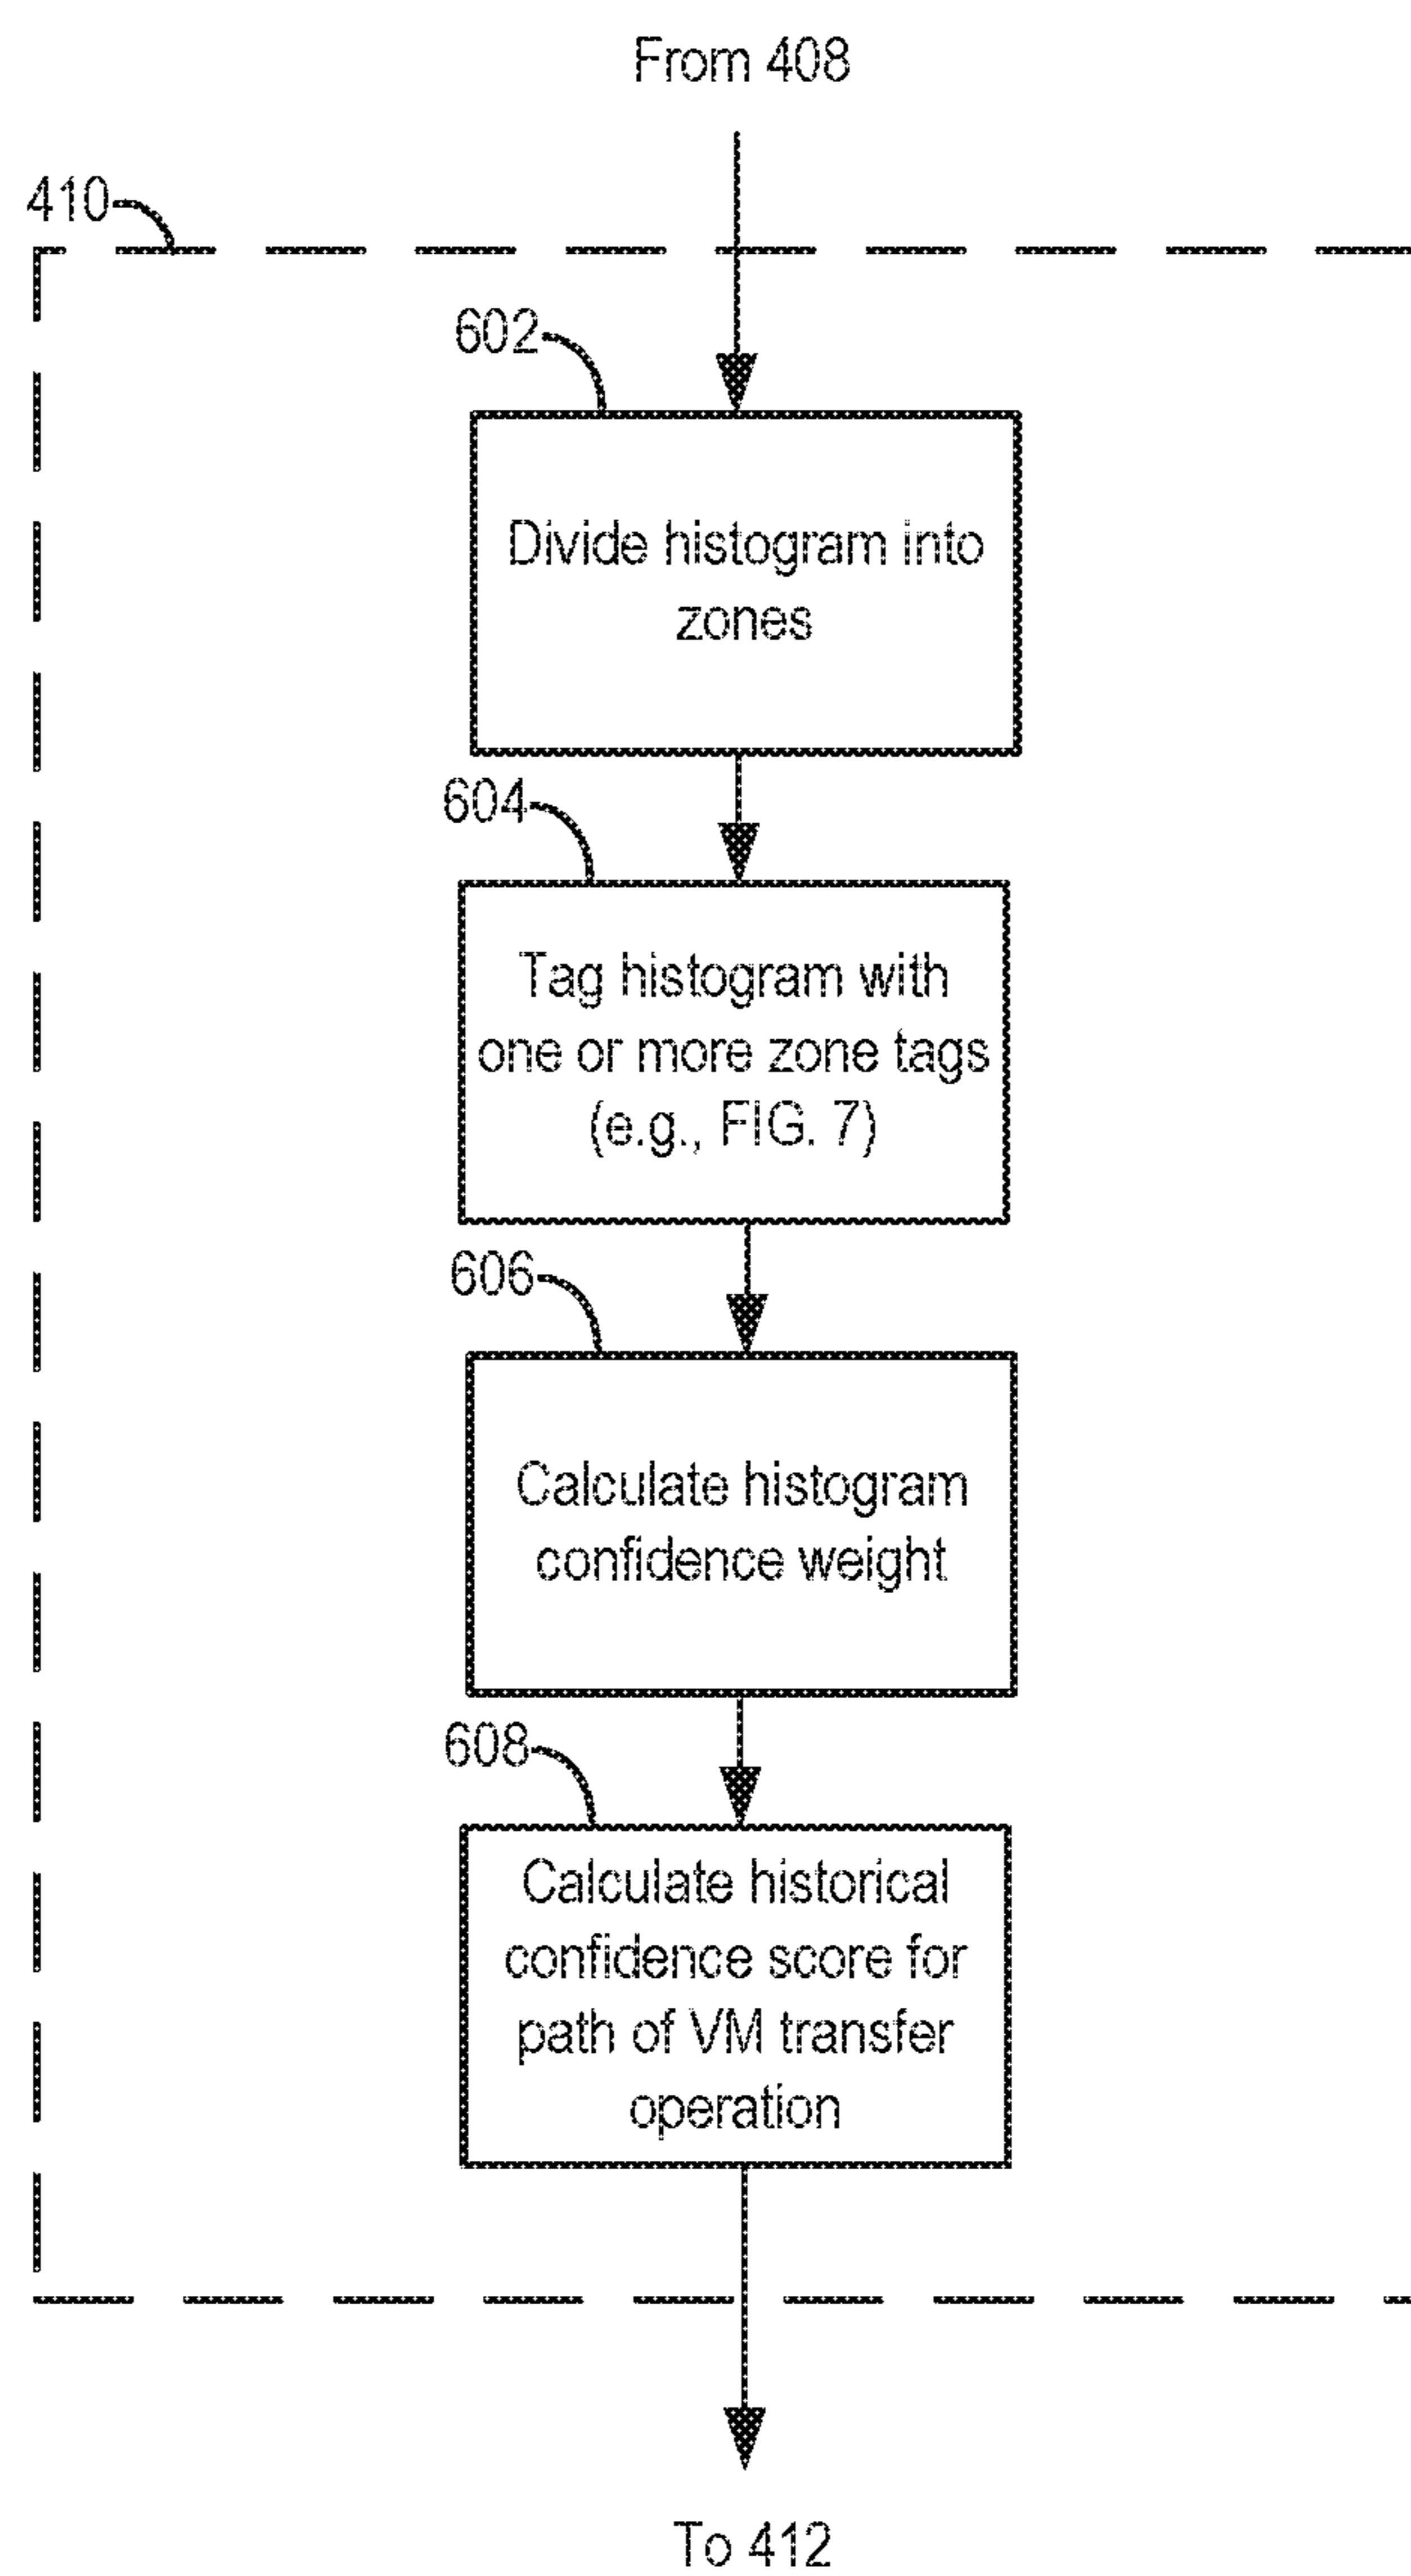 From 408
410
602
Divide histogram into
zones
604
Tag histogram with
one or more zone tags
(e.g., FIG. 7)
606
Calculate histogram
confidence weight
608
Calculate historical
confidence score for
path of VM transfer
operation
To 412